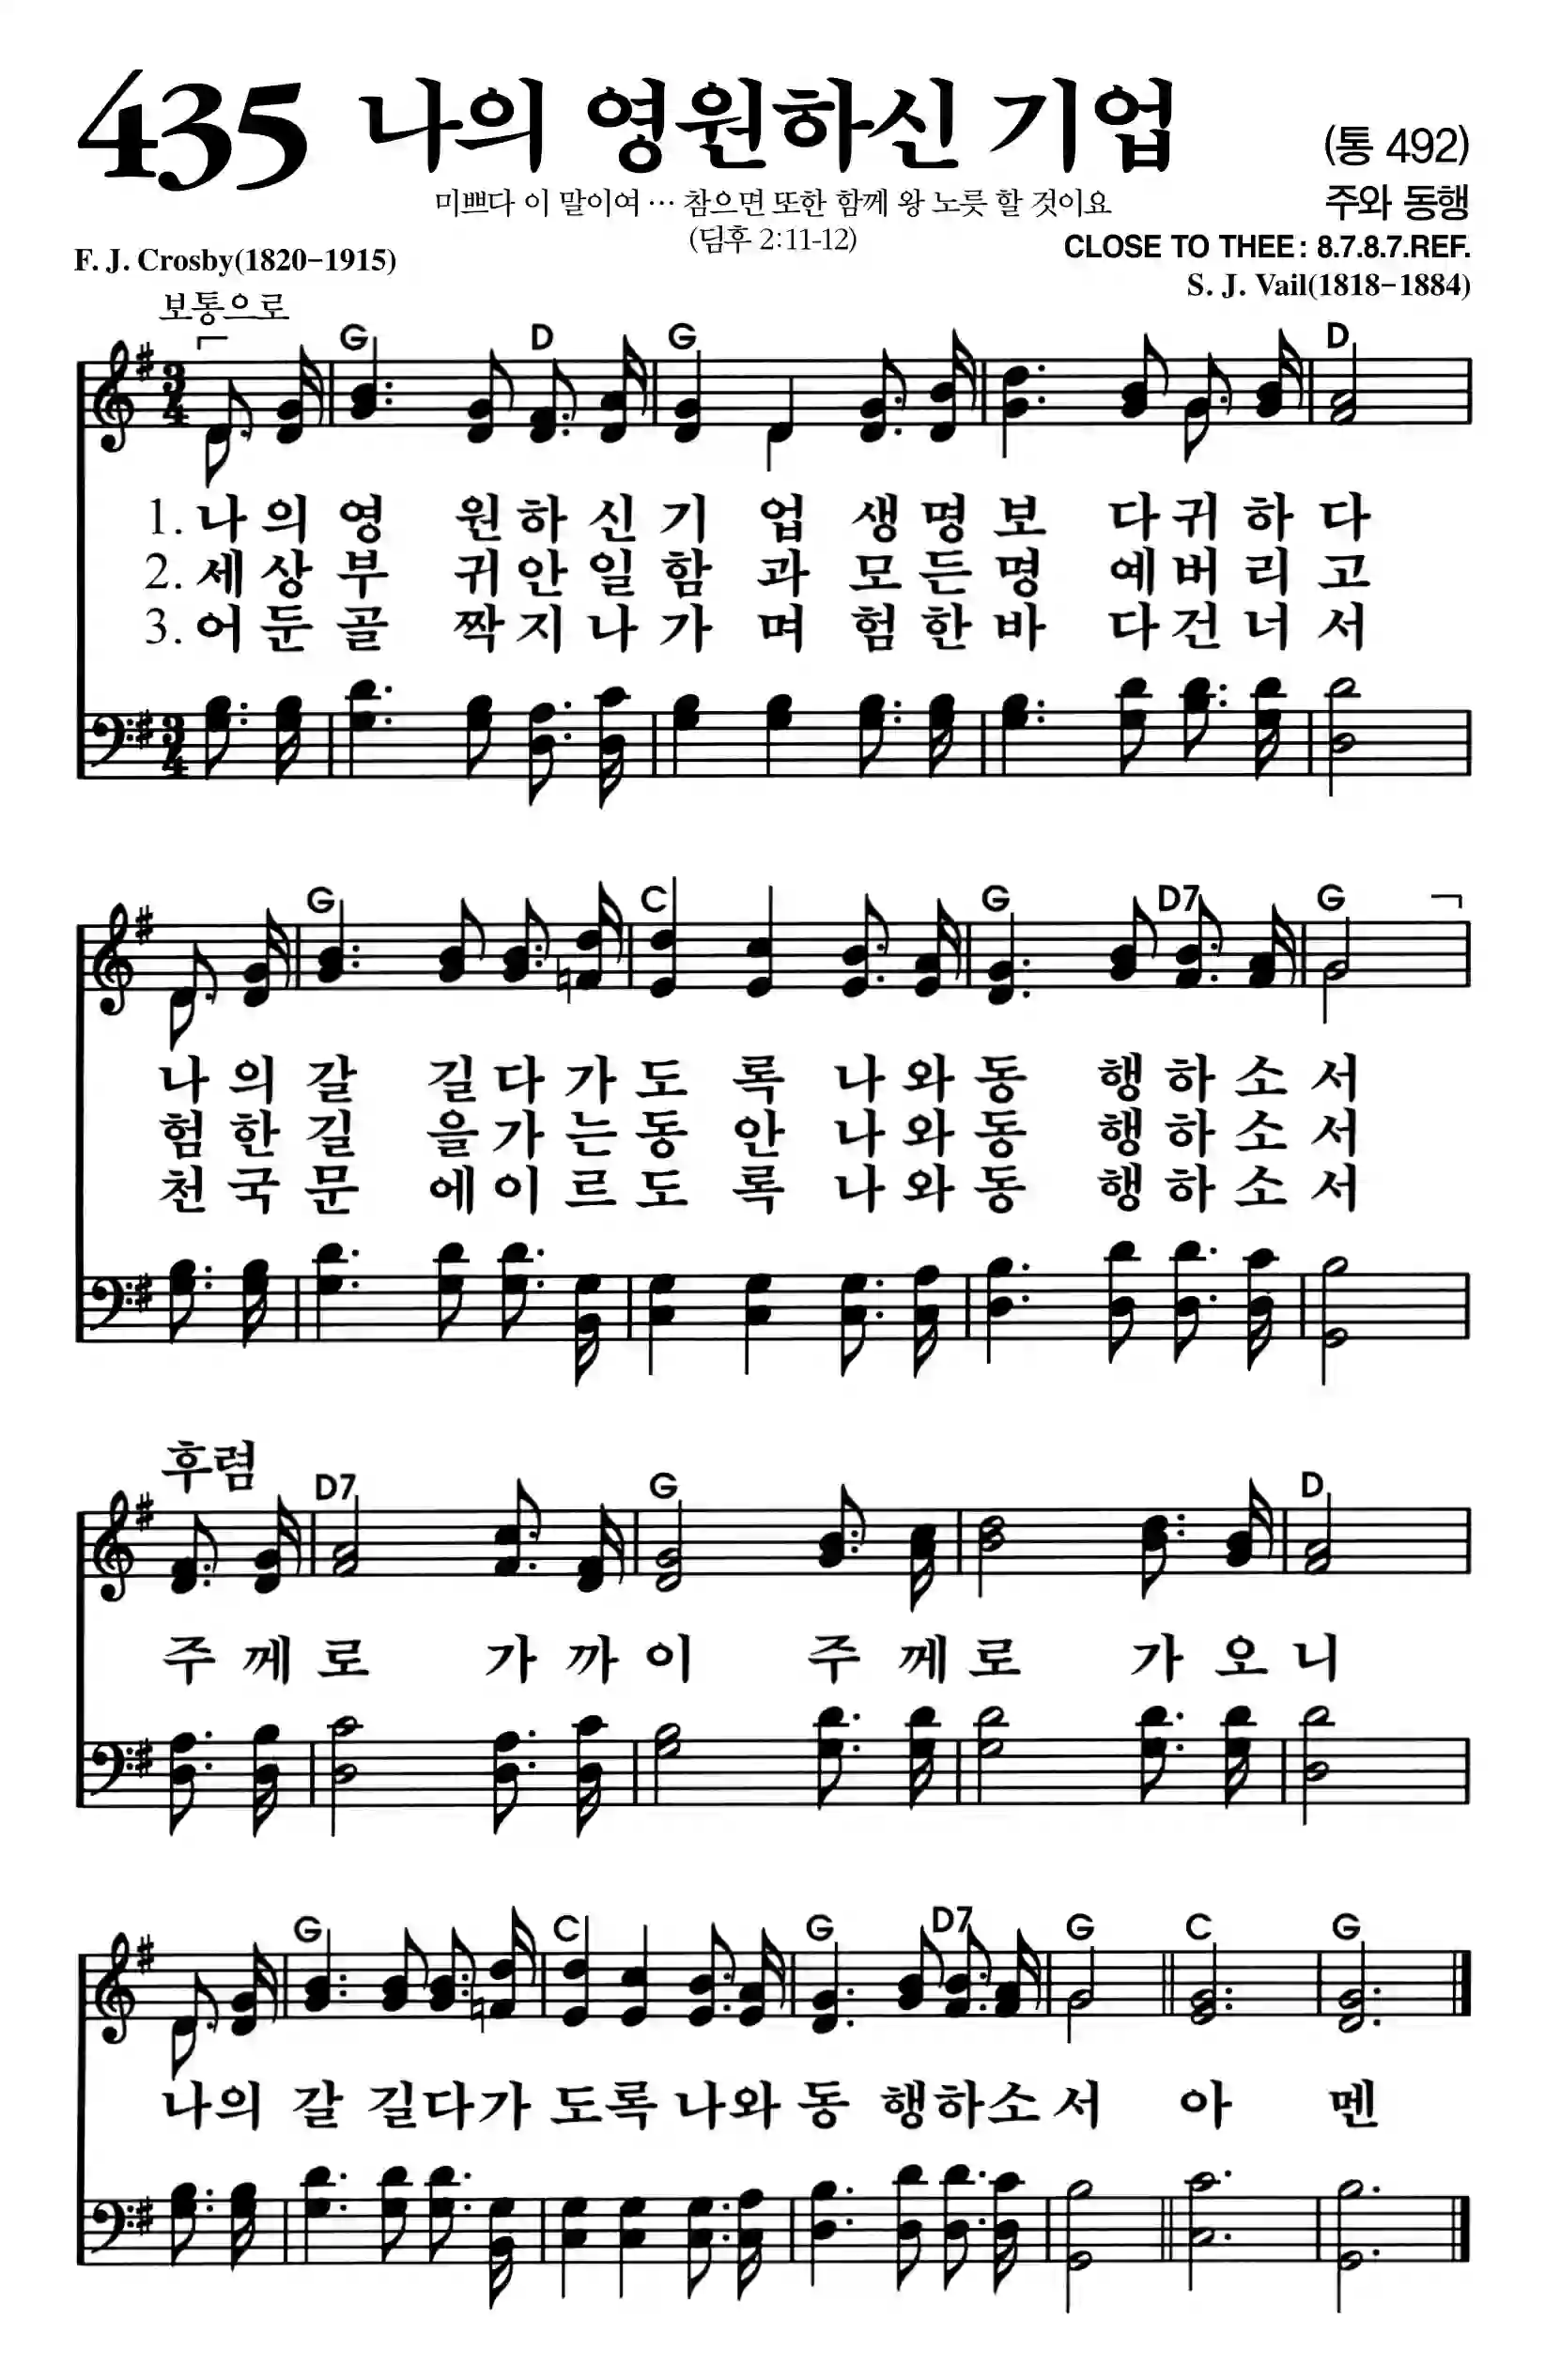 435 나의 영원하신 기업
(통 492)
미쁘다 이 말이여 … 참으면 또한 함께 왕 노릇 할 것이요
주와 동행
(딤후 2:11-12)
CLOSE TO THEE: 8.7.8.7.REF.
F. J. Crosby(1820-1915)
S. J. Vail(1818-1884)
보통으로
G D G D
1. 나 의 영 원 하 신 기 업 생 명 보 다 귀 하 다
2. 세 상 부 귀 안 일 함 과 모 든 명 예 버 리 고
3. 어 둔 골 짝 지 나 가 며 험 한 바 다 건 너 서
G C G D7 G
나 의 갈 길 다 가 도 록 나 와 동 행 하 소 서
험 한 길 을 가 는 동 안 나 와 동 행 하 소 서
천 국 문 에 이 르 도 록 나 와 동 행 하 소 서
후렴
D7 G D
주 께 로 가 까 이 주 께 로 가 오 니
G C G D7 G C G
나 의 갈 길 다 가 도 록 나 와 동 행 하 소 서 아 멘